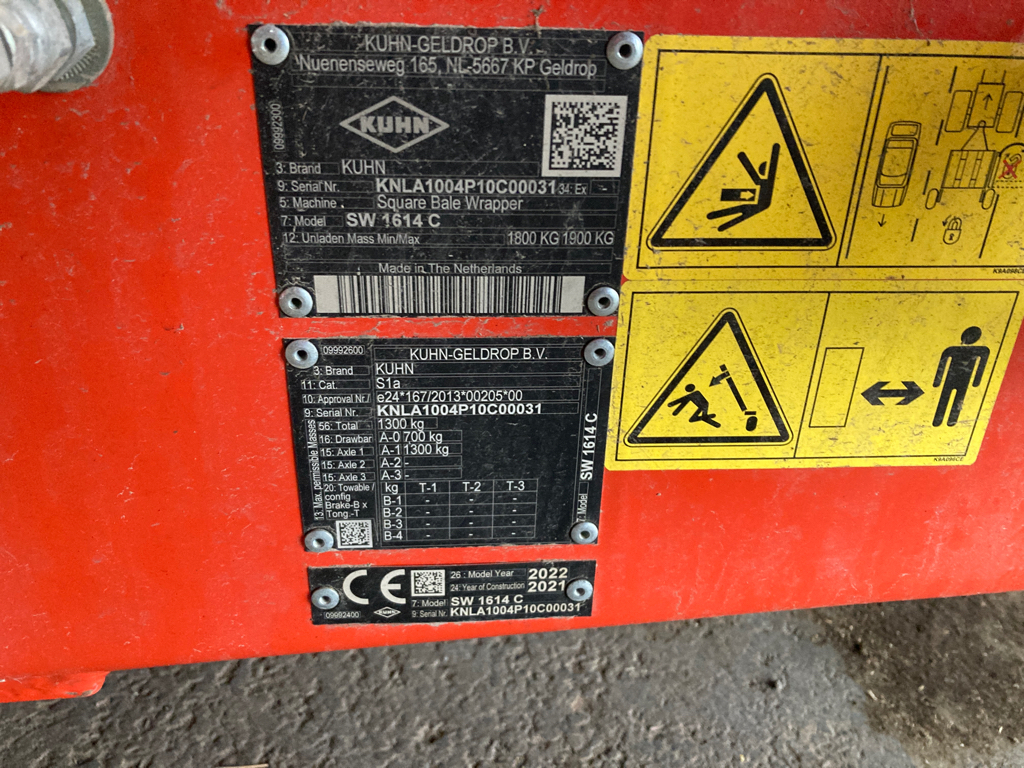 KUHN-GELDROP B.V.
Nuenenseweg 165, NL-5667 KP Geldrop
09992300
KUHN
3: Brand KUHN
9: Serial Nr. KNLA1004P10C00031 34: Ex -
5: Machine Square Bale Wrapper
7: Model SW 1614 C
12: Unladen Mass Min/Max 1800 KG 1900 KG
Made in The Netherlands
09992600 KUHN-GELDROP B.V.
3: Brand KUHN
11: Cat. S1a
10: Approval Nr./ e24*167/2013*00205*00
9: Serial Nr. KNLA1004P10C00031
13: Max. permissible Masses
56: Total 1300 kg
16: Drawbar A-0 700 kg
15: Axle 1 A-1 1300 kg
15: Axle 2 A-2 -
15: Axle 3 A-3 -
20: Towable / kg T-1 T-2 T-3
config B-1 - - -
Brake-B x B-2 - - -
Tong.-T B-3 - - -
B-4 - - -
7: Model SW 1614 C
CE
26: Model Year 2022
24: Year of Construction 2021
7: Model SW 1614 C
09992400 KUHN 9: Serial Nr. KNLA1004P10C00031
K9A098CE
K9A096CE